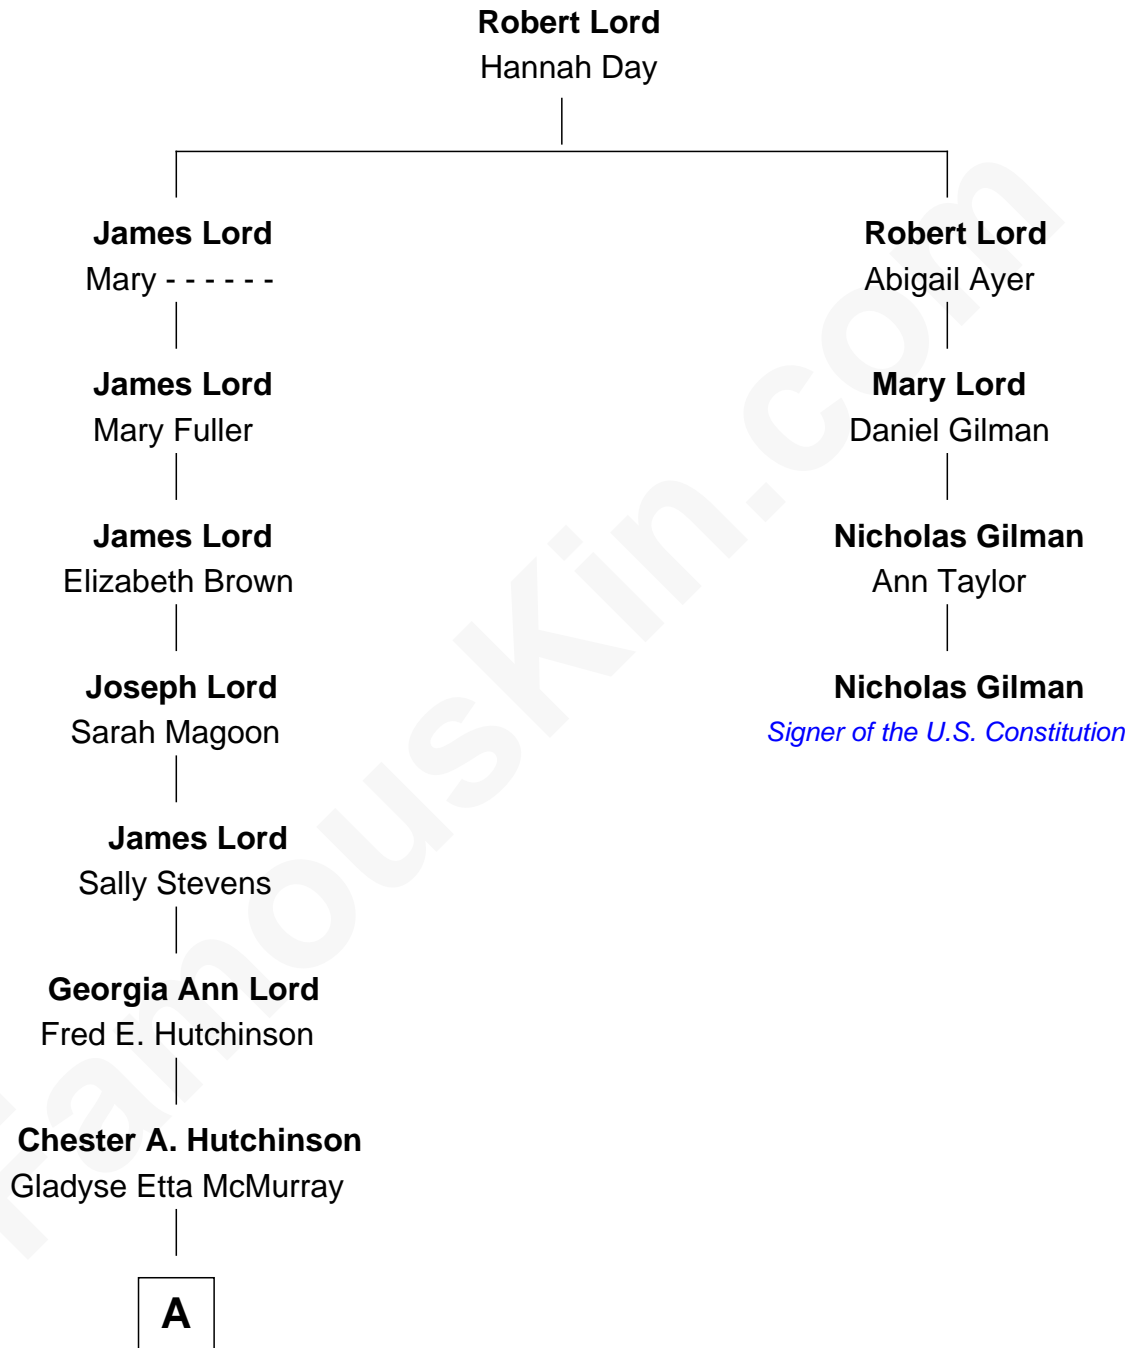 Robert Lord
Hannah Day
James Lord
Mary - - - - - -
Robert Lord
Abigail Ayer
James Lord
Mary Fuller
Mary Lord
Daniel Gilman
James Lord
Elizabeth Brown
Nicholas Gilman
Ann Taylor
Joseph Lord
Sarah Magoon
Nicholas Gilman
Signer of the U.S. Constitution
James Lord
Sally Stevens
Georgia Ann Lord
Fred E. Hutchinson
Chester A. Hutchinson
Gladyse Etta McMurray
A
FamousKin.com